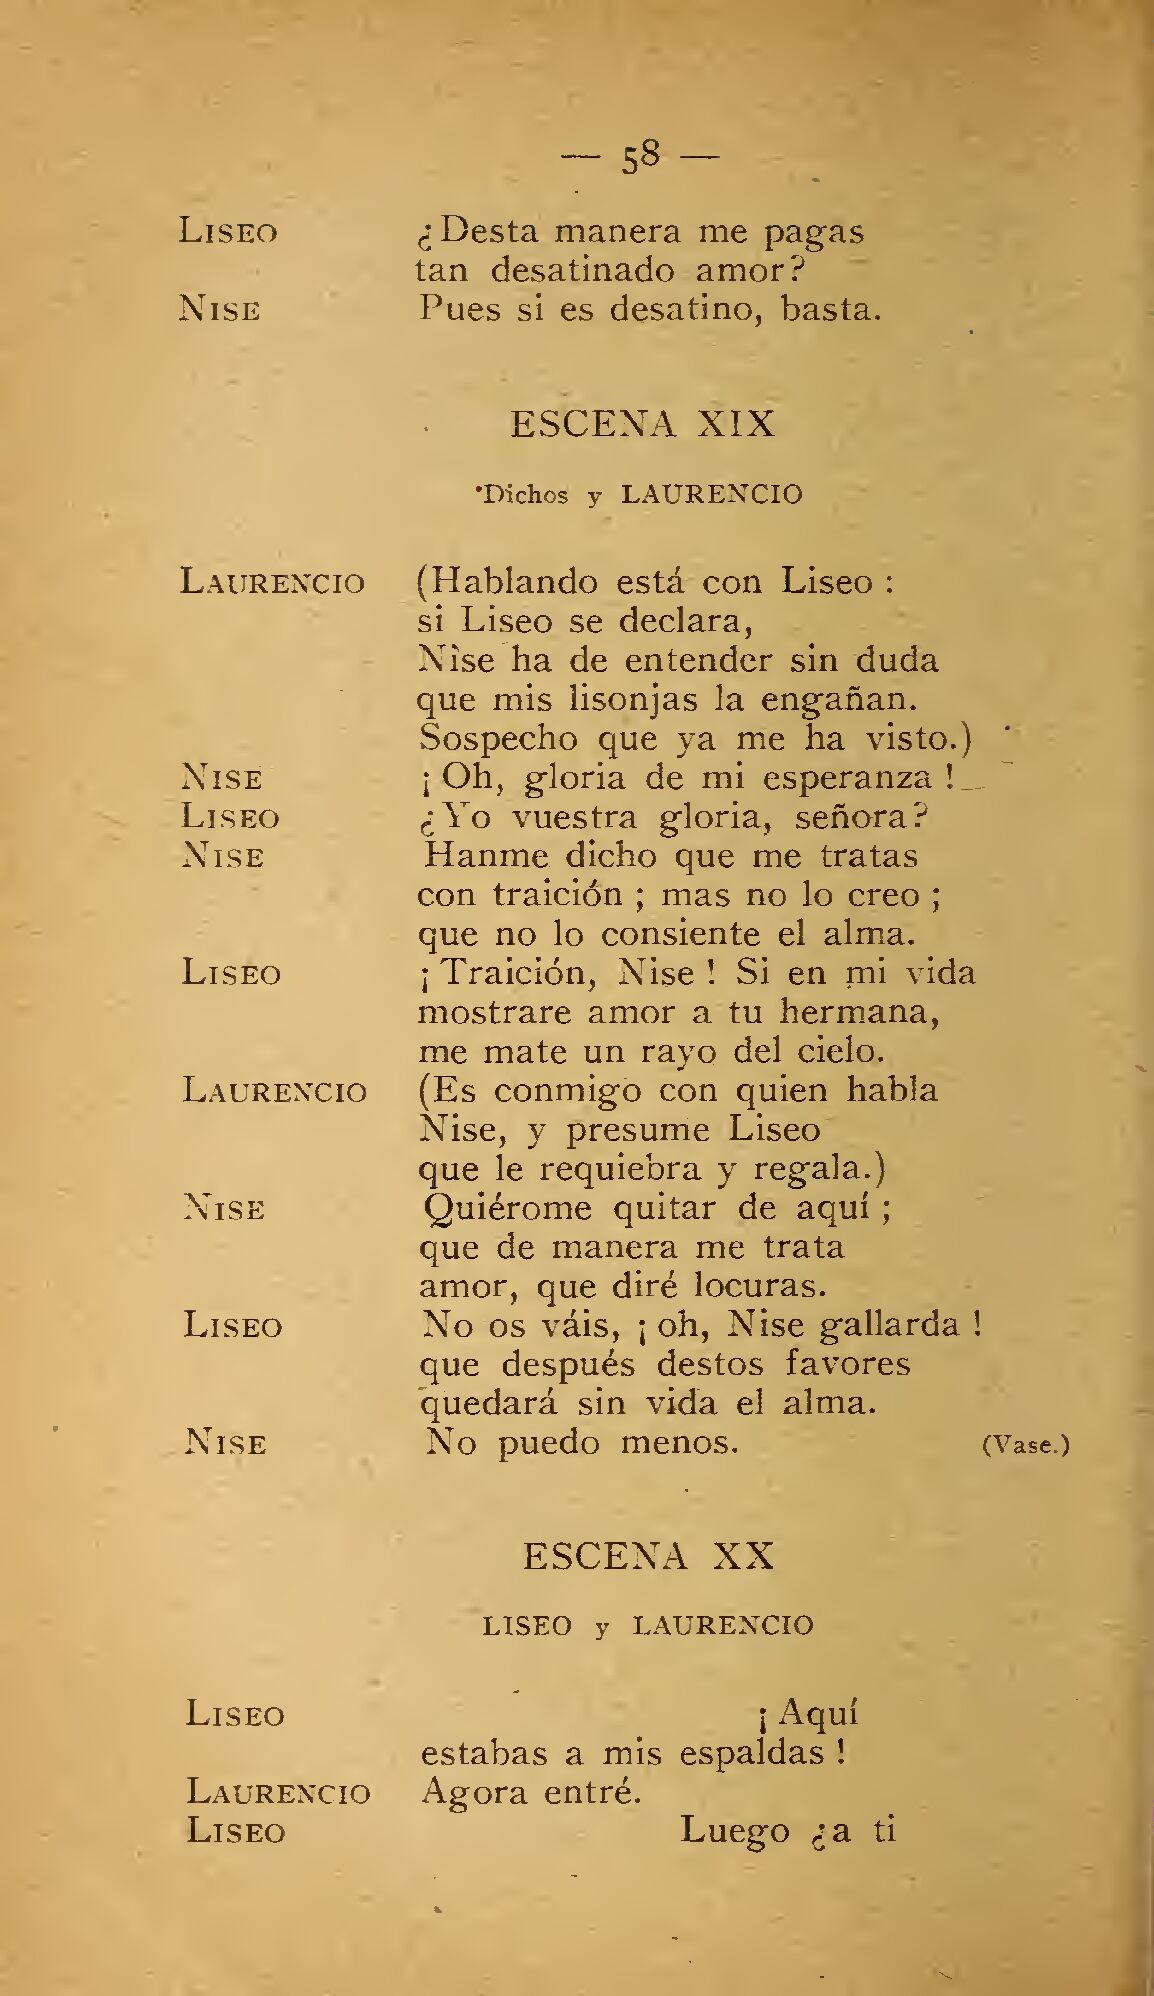 — 58 —
LISEO ¿Desta manera me pagas
tan desatinado amor?
NISE Pues si es desatino, basta.
ESCENA XIX
Dichos y LAURENCIO
LAURENCIO (Hablando está con Liseo :
si Liseo se declara,
Nise ha de entender sin duda
que mis lisonjas la engañan.
Sospecho que ya me ha visto.)
NISE ¡Oh, gloria de mi esperanza!
LISEO ¿Yo vuestra gloria, señora?
NISE Hanme dicho que me tratas
con traición ; mas no lo creo ;
que no lo consiente el alma.
LISEO ¡Traición, Nise! Si en mi vida
mostrare amor a tu hermana,
me mate un rayo del cielo.
LAURENCIO (Es conmigo con quien habla
Nise, y presume Liseo
que le requiebra y regala.)
NISE Quiérome quitar de aquí ;
que de manera me trata
amor, que diré locuras.
LISEO No os váis, ¡oh, Nise gallarda!
que después destos favores
quedará sin vida el alma.
NISE No puedo menos. (Vase.)
ESCENA XX
LISEO y LAURENCIO
LISEO ¡Aquí
estabas a mis espaldas!
LAURENCIO Agora entré.
LISEO Luego ¿a ti